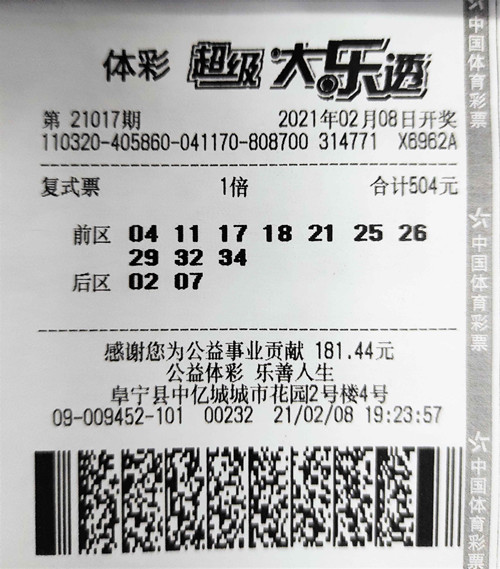 体彩 超级大乐透
第 21017期 2021年02月08日开奖
110320-405860-041170-808700 314771 X6962A
复式票 1倍 合计504元
前区 04 11 17 18 21 25 26
29 32 34
后区 02 07
感谢您为公益事业贡献 181.44元
公益体彩 乐善人生
阜宁县中亿城城市花园2号楼4号
09-009452-101 00232 21/02/08 19:23:57
中国体育彩票
中国体育彩票
中国体育彩票